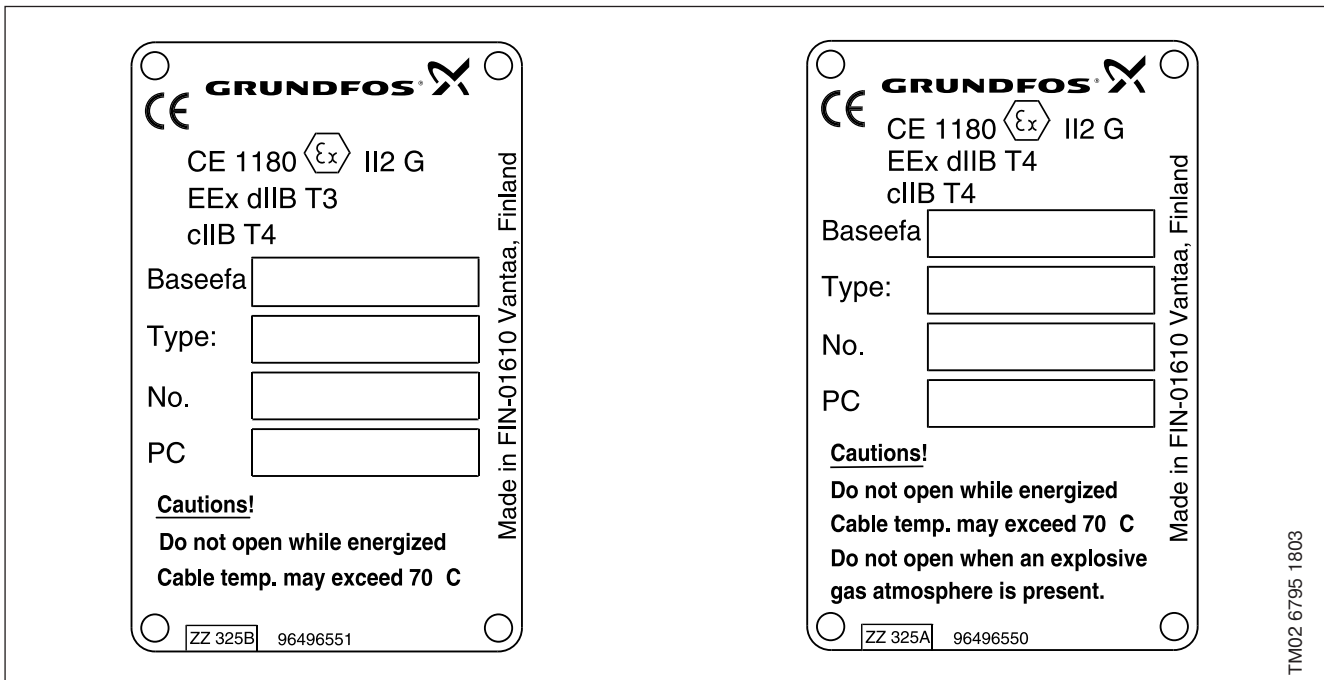 GRUNDFOS®
CE
CE 1180 Ex II2 G
EEx dIIB T3
cIIB T4
Baseefa
Type:
No.
PC
Cautions!
Do not open while energized
Cable temp. may exceed 70 C
ZZ 325B 96496551
Made in FIN-01610 Vantaa, Finland
GRUNDFOS®
CE
CE 1180 Ex II2 G
EEx dIIB T4
cIIB T4
Baseefa
Type:
No.
PC
Cautions!
Do not open while energized
Cable temp. may exceed 70 C
Do not open when an explosive
gas atmosphere is present.
ZZ 325A 96496550
Made in FIN-01610 Vantaa, Finland
TM02 6795 1803